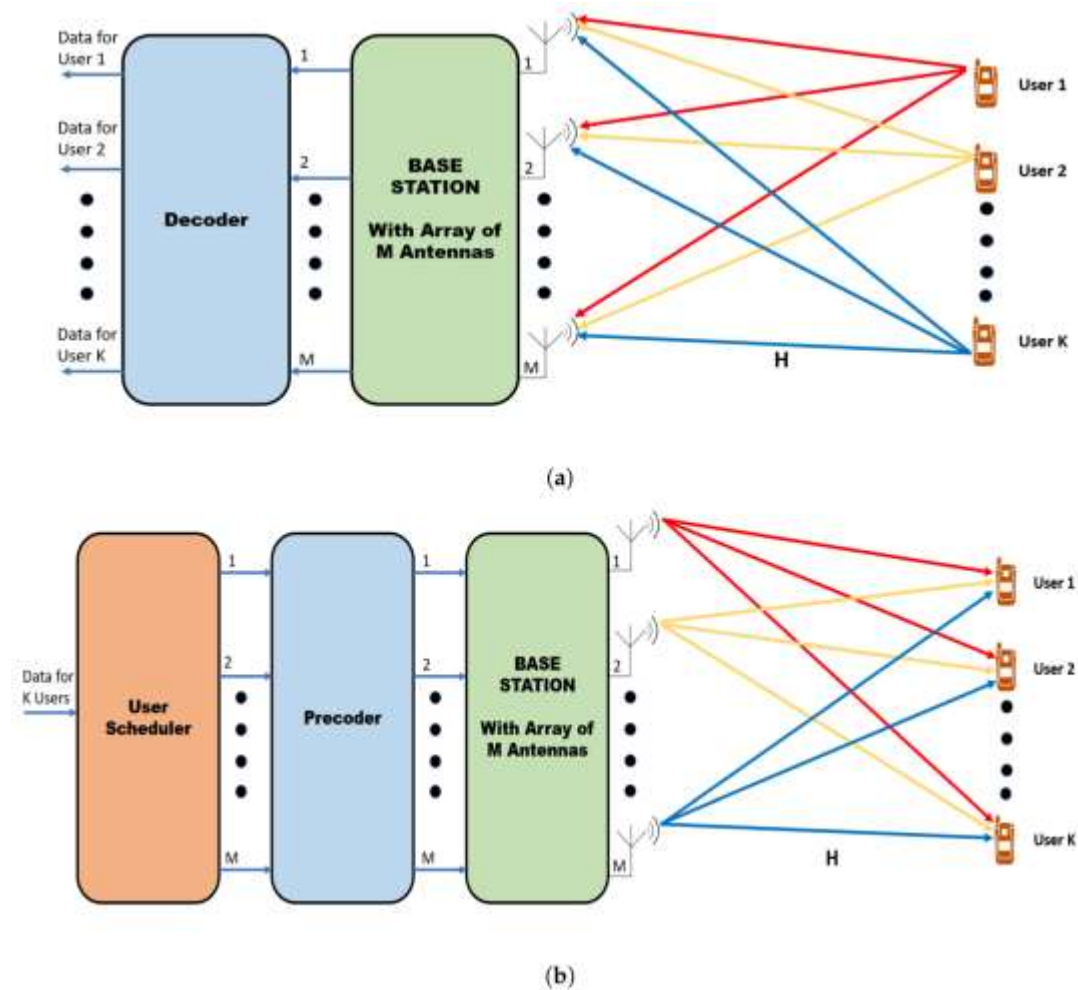 Data for
User 1
1
1
User 1
Data for
User 2
2
2
User 2
BASE
STATION
With Array of
M Antennas
Decoder
Data for
User K
M
M
H
User K
(a)
1
1
1
User 1
2
2
2
User 2
Data for
K Users
User
Scheduler
Precoder
BASE
STATION
With Array of
M Antennas
M
M
M
H
User K
(b)